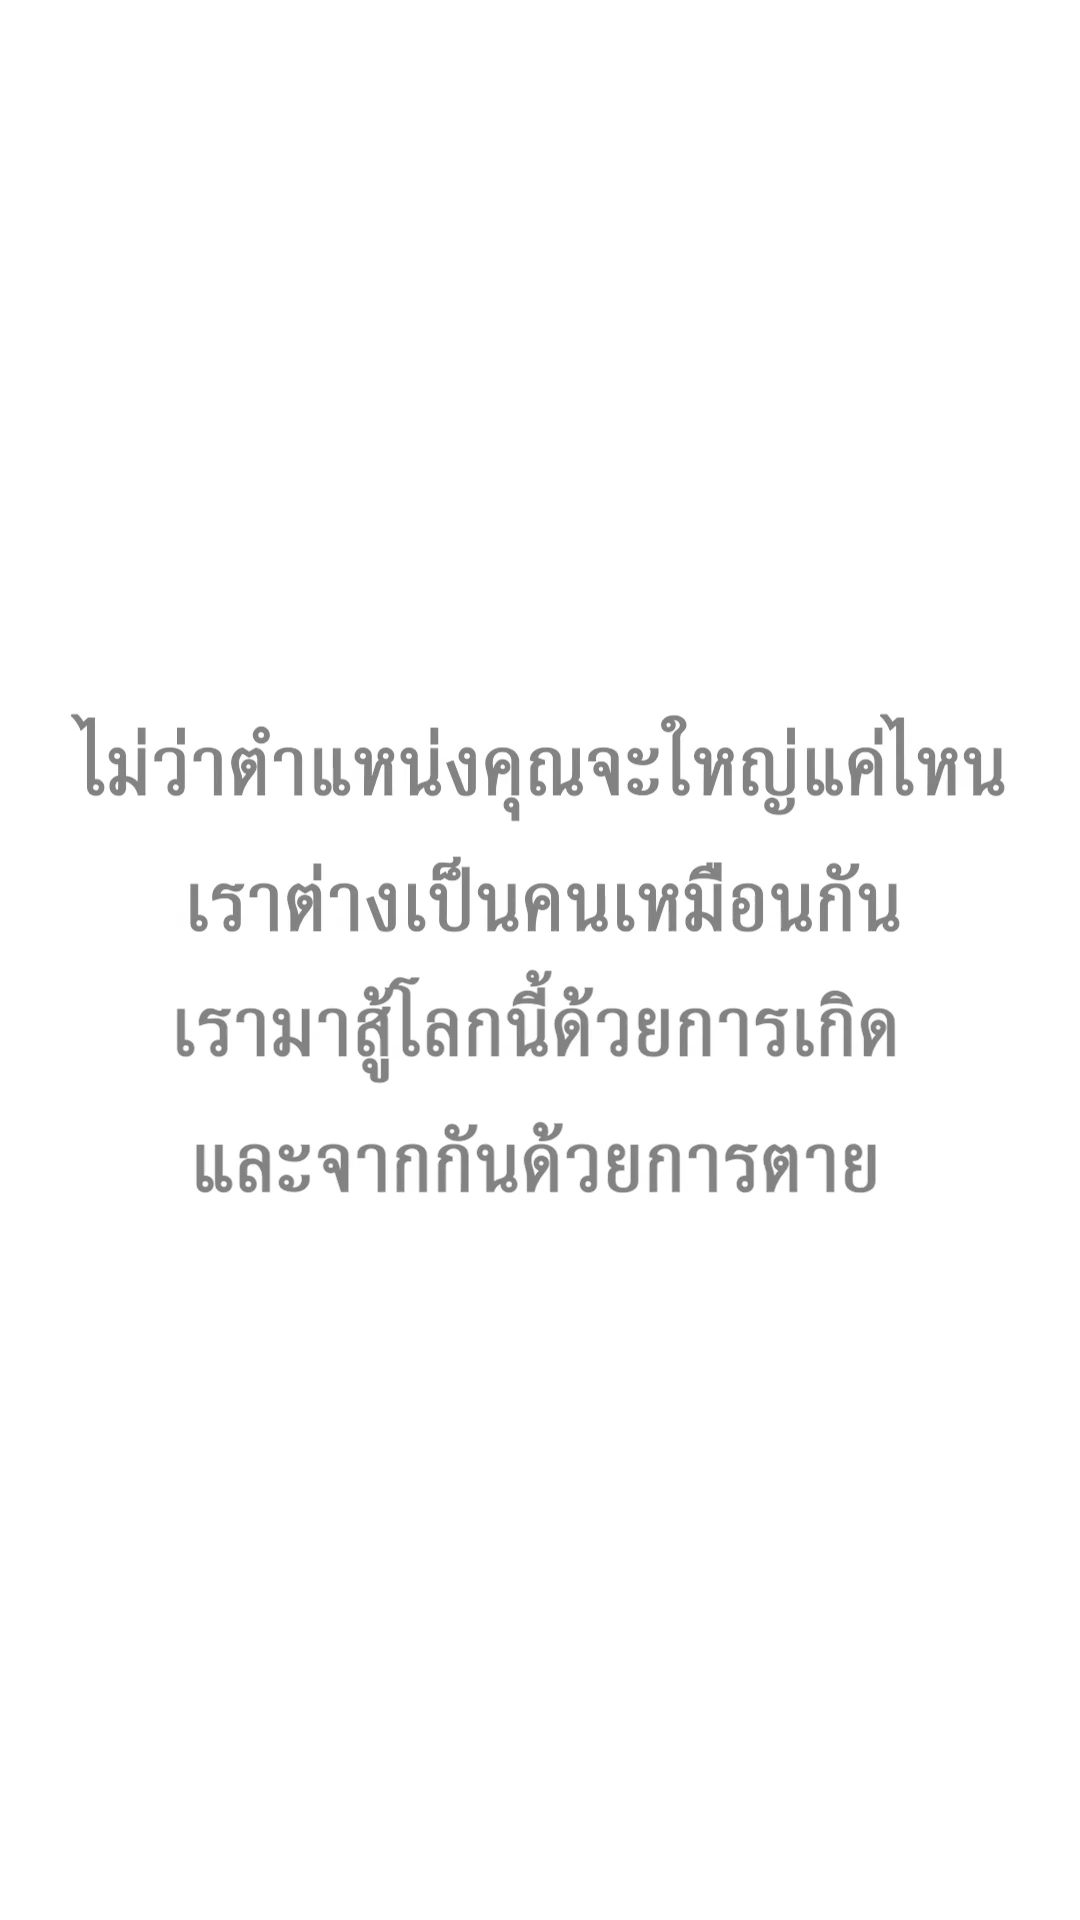 ไม่ว่าตำแหน่งคุณจะใหญ่แค่ไหน
เราต่างเป็นคนเหมือนกัน
เรามาสู้โลกนี้ด้วยการเกิด
และจากกันด้วยการตาย